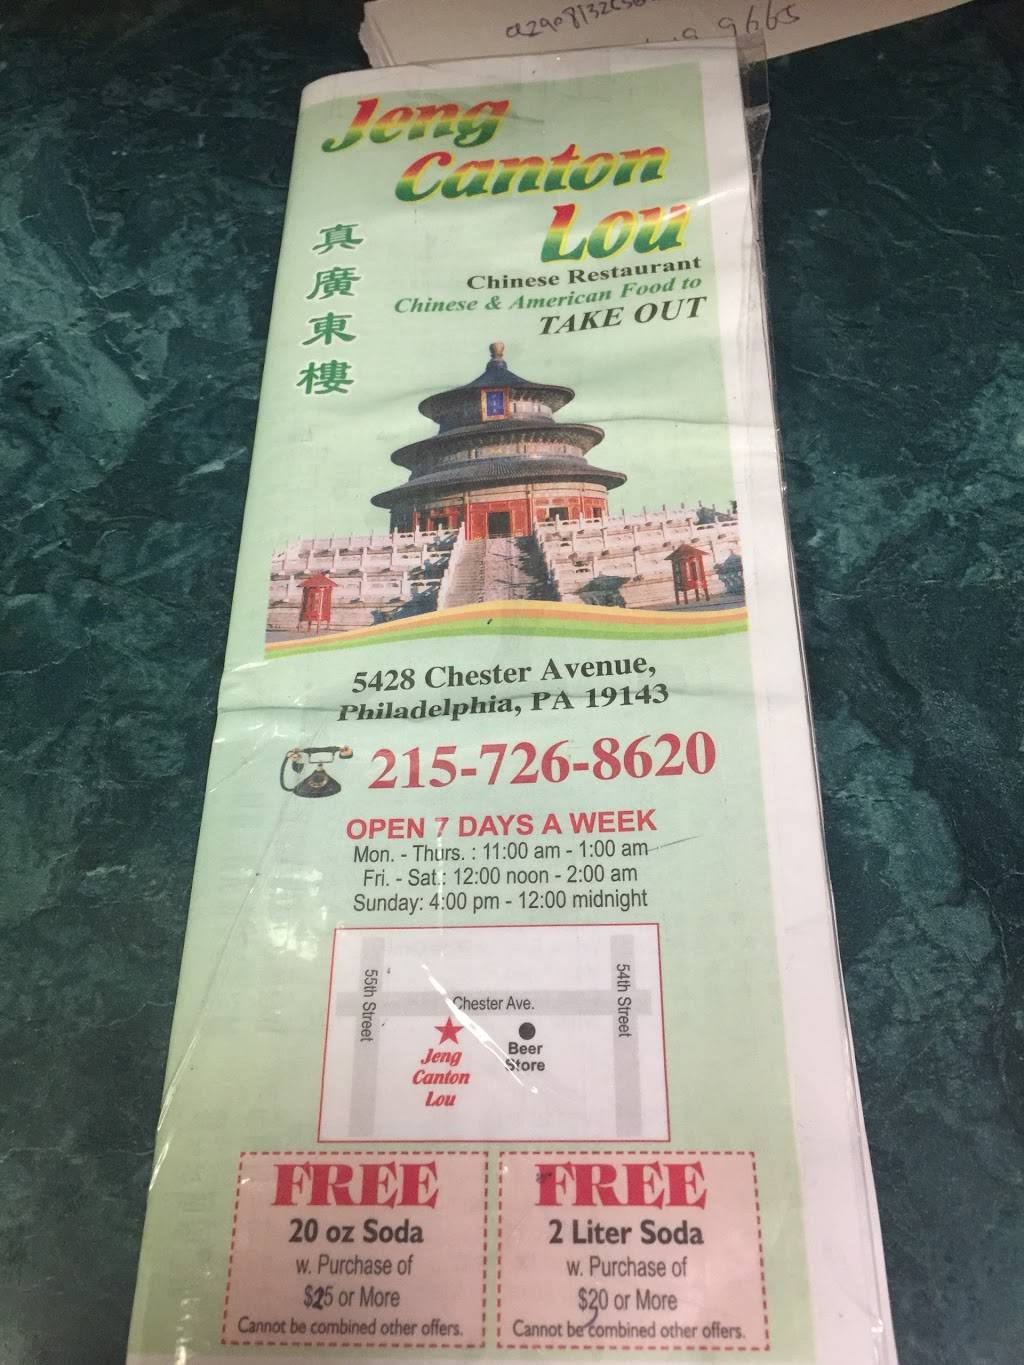 9665
Jeng
Canton
Lou
真
廣
東
樓
Chinese Restaurant
Chinese & American Food to
TAKE OUT
5428 Chester Avenue,
Philadelphia, PA 19143
215-726-8620
OPEN 7 DAYS A WEEK
Mon. - Thurs. : 11:00 am - 1:00 am
Fri. - Sat.: 12:00 noon - 2:00 am
Sunday: 4:00 pm - 12:00 midnight
55th Street
Chester Ave.
54th Street
Jeng
Canton
Lou
Beer
Store
FREE
20 oz Soda
w. Purchase of
$25 or More
Cannot be combined other offers.
FREE
2 Liter Soda
w. Purchase of
$30 or More
Cannot be combined other offers.